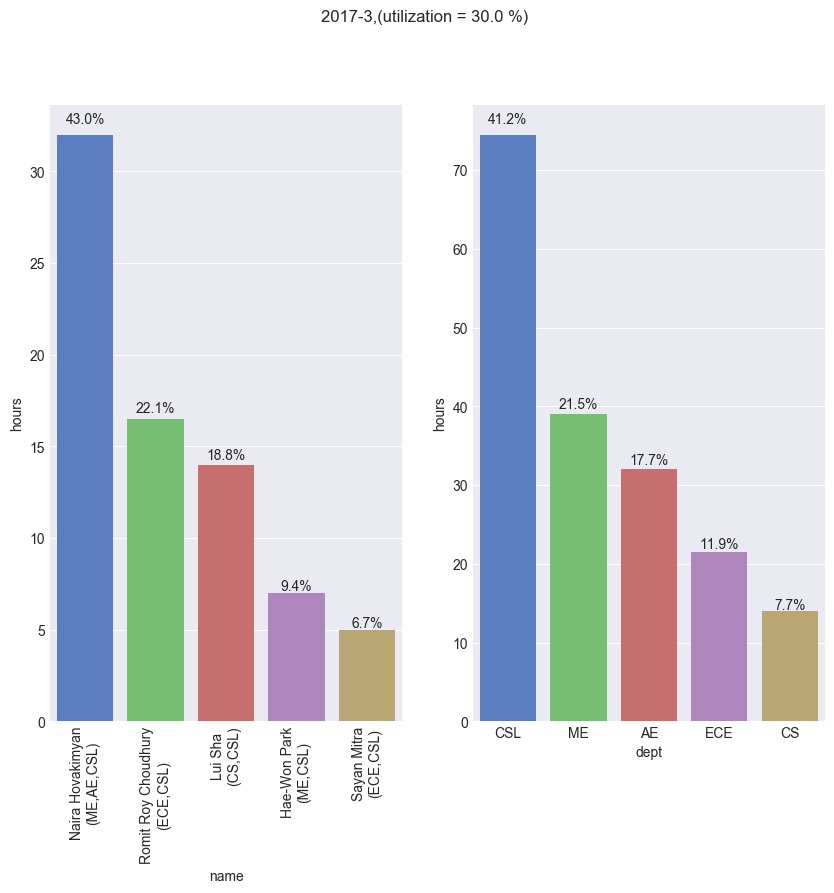 2017-3,(utilization = 30.0 %)
hours
30
25
20
15
10
5
0
43.0%
22.1%
18.8%
9.4%
6.7%
Naira Hovakimyan
(ME,AE,CSL)
Romit Roy Choudhury
(ECE,CSL)
Lui Sha
(CS,CSL)
Hae-Won Park
(ME,CSL)
Sayan Mitra
(ECE,CSL)
name
hours
70
60
50
40
30
20
10
0
41.2%
21.5%
17.7%
11.9%
7.7%
CSL
ME
AE
ECE
CS
dept